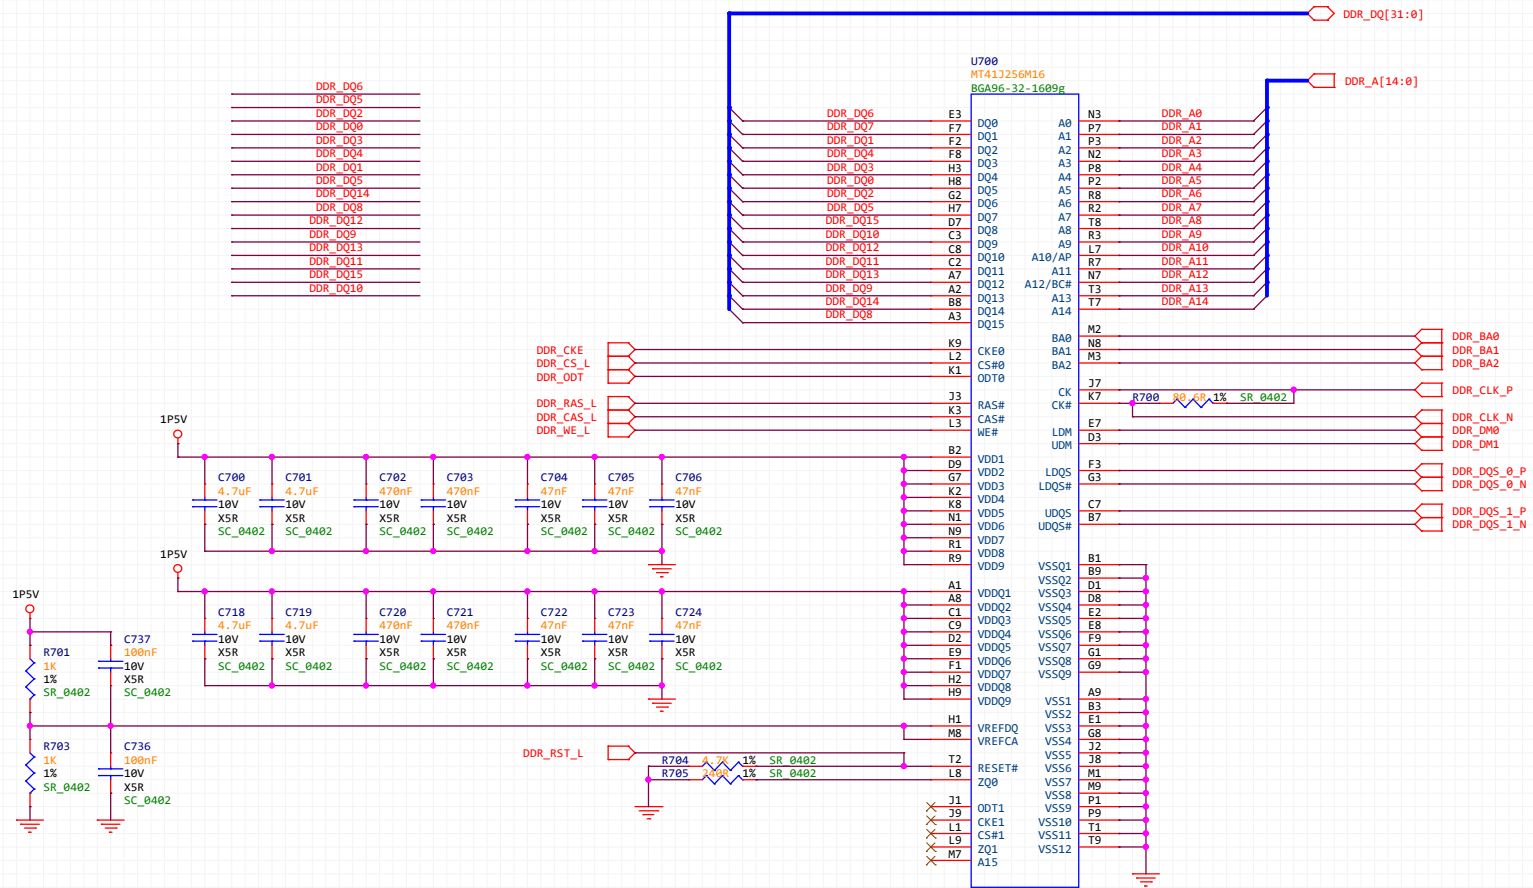 DDR_DQ[31:0]
DDR_A[14:0]
U700
MT41J256M16
BGA96-32-1609g
DDR_DQ6
DDR_DQ5
DDR_DQ2
DDR_DQ0
DDR_DQ3
DDR_DQ4
DDR_DQ1
DDR_DQ5
DDR_DQ14
DDR_DQ8
DDR_DQ12
DDR_DQ9
DDR_DQ13
DDR_DQ11
DDR_DQ15
DDR_DQ10
DDR_DQ6 E3 DQ0 A0 N3 DDR_A0
DDR_DQ7 F7 DQ1 A1 P7 DDR_A1
DDR_DQ1 F2 DQ2 A2 P3 DDR_A2
DDR_DQ4 F8 DQ3 A3 N2 DDR_A3
DDR_DQ3 H3 DQ4 A4 P8 DDR_A4
DDR_DQ0 H8 DQ5 A5 P2 DDR_A5
DDR_DQ2 G2 DQ6 A6 R8 DDR_A6
DDR_DQ5 H7 DQ7 A7 R2 DDR_A7
DDR_DQ15 D7 DQ8 A8 T8 DDR_A8
DDR_DQ10 C3 DQ9 A9 R3 DDR_A9
DDR_DQ12 C8 DQ10 A10/AP L7 DDR_A10
DDR_DQ11 C2 DQ11 A11 R7 DDR_A11
DDR_DQ13 A7 DQ12 A12/BC# N7 DDR_A12
DDR_DQ9 A2 DQ13 A13 T3 DDR_A13
DDR_DQ14 B8 DQ14 A14 T7 DDR_A14
DDR_DQ8 A3 DQ15
BA0 M2 DDR_BA0
DDR_CKE K9 CKE0 BA1 N8 DDR_BA1
DDR_CS_L L2 CS#0 BA2 M3 DDR_BA2
DDR_ODT K1 ODT0
CK J7 DDR_CLK_P
DDR_RAS_L J3 RAS# CK# K7 R700 80.6R 1% SR_0402
DDR_CAS_L K3 CAS# DDR_CLK_N
DDR_WE_L L3 WE# LDM E7 DDR_DM0
UDM D3 DDR_DM1
LDQS F3 DDR_DQS_0_P
LDQS# G3 DDR_DQS_0_N
UDQS C7 DDR_DQS_1_P
UDQS# B7 DDR_DQS_1_N
1P5V
B2 VDD1
D9 VDD2
G7 VDD3
K2 VDD4
K8 VDD5
N1 VDD6
N9 VDD7
R1 VDD8
R9 VDD9
C700 C701 C702 C703 C704 C705 C706
4.7uF 4.7uF 470nF 470nF 47nF 47nF 47nF
10V 10V 10V 10V 10V 10V 10V
X5R X5R X5R X5R X5R X5R X5R
SC_0402 SC_0402 SC_0402 SC_0402 SC_0402 SC_0402 SC_0402
1P5V
A1 VDDQ1
A8 VDDQ2
C1 VDDQ3
C9 VDDQ4
D2 VDDQ5
E9 VDDQ6
F1 VDDQ7
H2 VDDQ8
H9 VDDQ9
C718 C719 C720 C721 C722 C723 C724
4.7uF 4.7uF 470nF 470nF 47nF 47nF 47nF
10V 10V 10V 10V 10V 10V 10V
X5R X5R X5R X5R X5R X5R X5R
SC_0402 SC_0402 SC_0402 SC_0402 SC_0402 SC_0402 SC_0402
VSSQ1 B1
VSSQ2 B9
VSSQ3 D1
VSSQ4 D8
VSSQ5 E2
VSSQ6 E8
VSSQ7 F9
VSSQ8 G1
VSSQ9 G9
VSS1 A9
VSS2 B3
VSS3 E1
VSS4 G8
VSS5 J2
VSS6 J8
VSS7 M1
VSS8 M9
VSS9 P1
VSS10 P9
VSS11 T1
VSS12 T9
1P5V
R701
1K
1%
SR_0402
C737
100nF
10V
X5R
SC_0402
R703
1K
1%
SR_0402
C736
100nF
10V
X5R
SC_0402
H1 VREFDQ
M8 VREFCA
DDR_RST_L
R704 4.7K 1% SR_0402 T2 RESET#
R705 240R 1% SR_0402 L8 ZQ0
J1 ODT1
J9 CKE1
L1 CS#1
L9 ZQ1
M7 A15